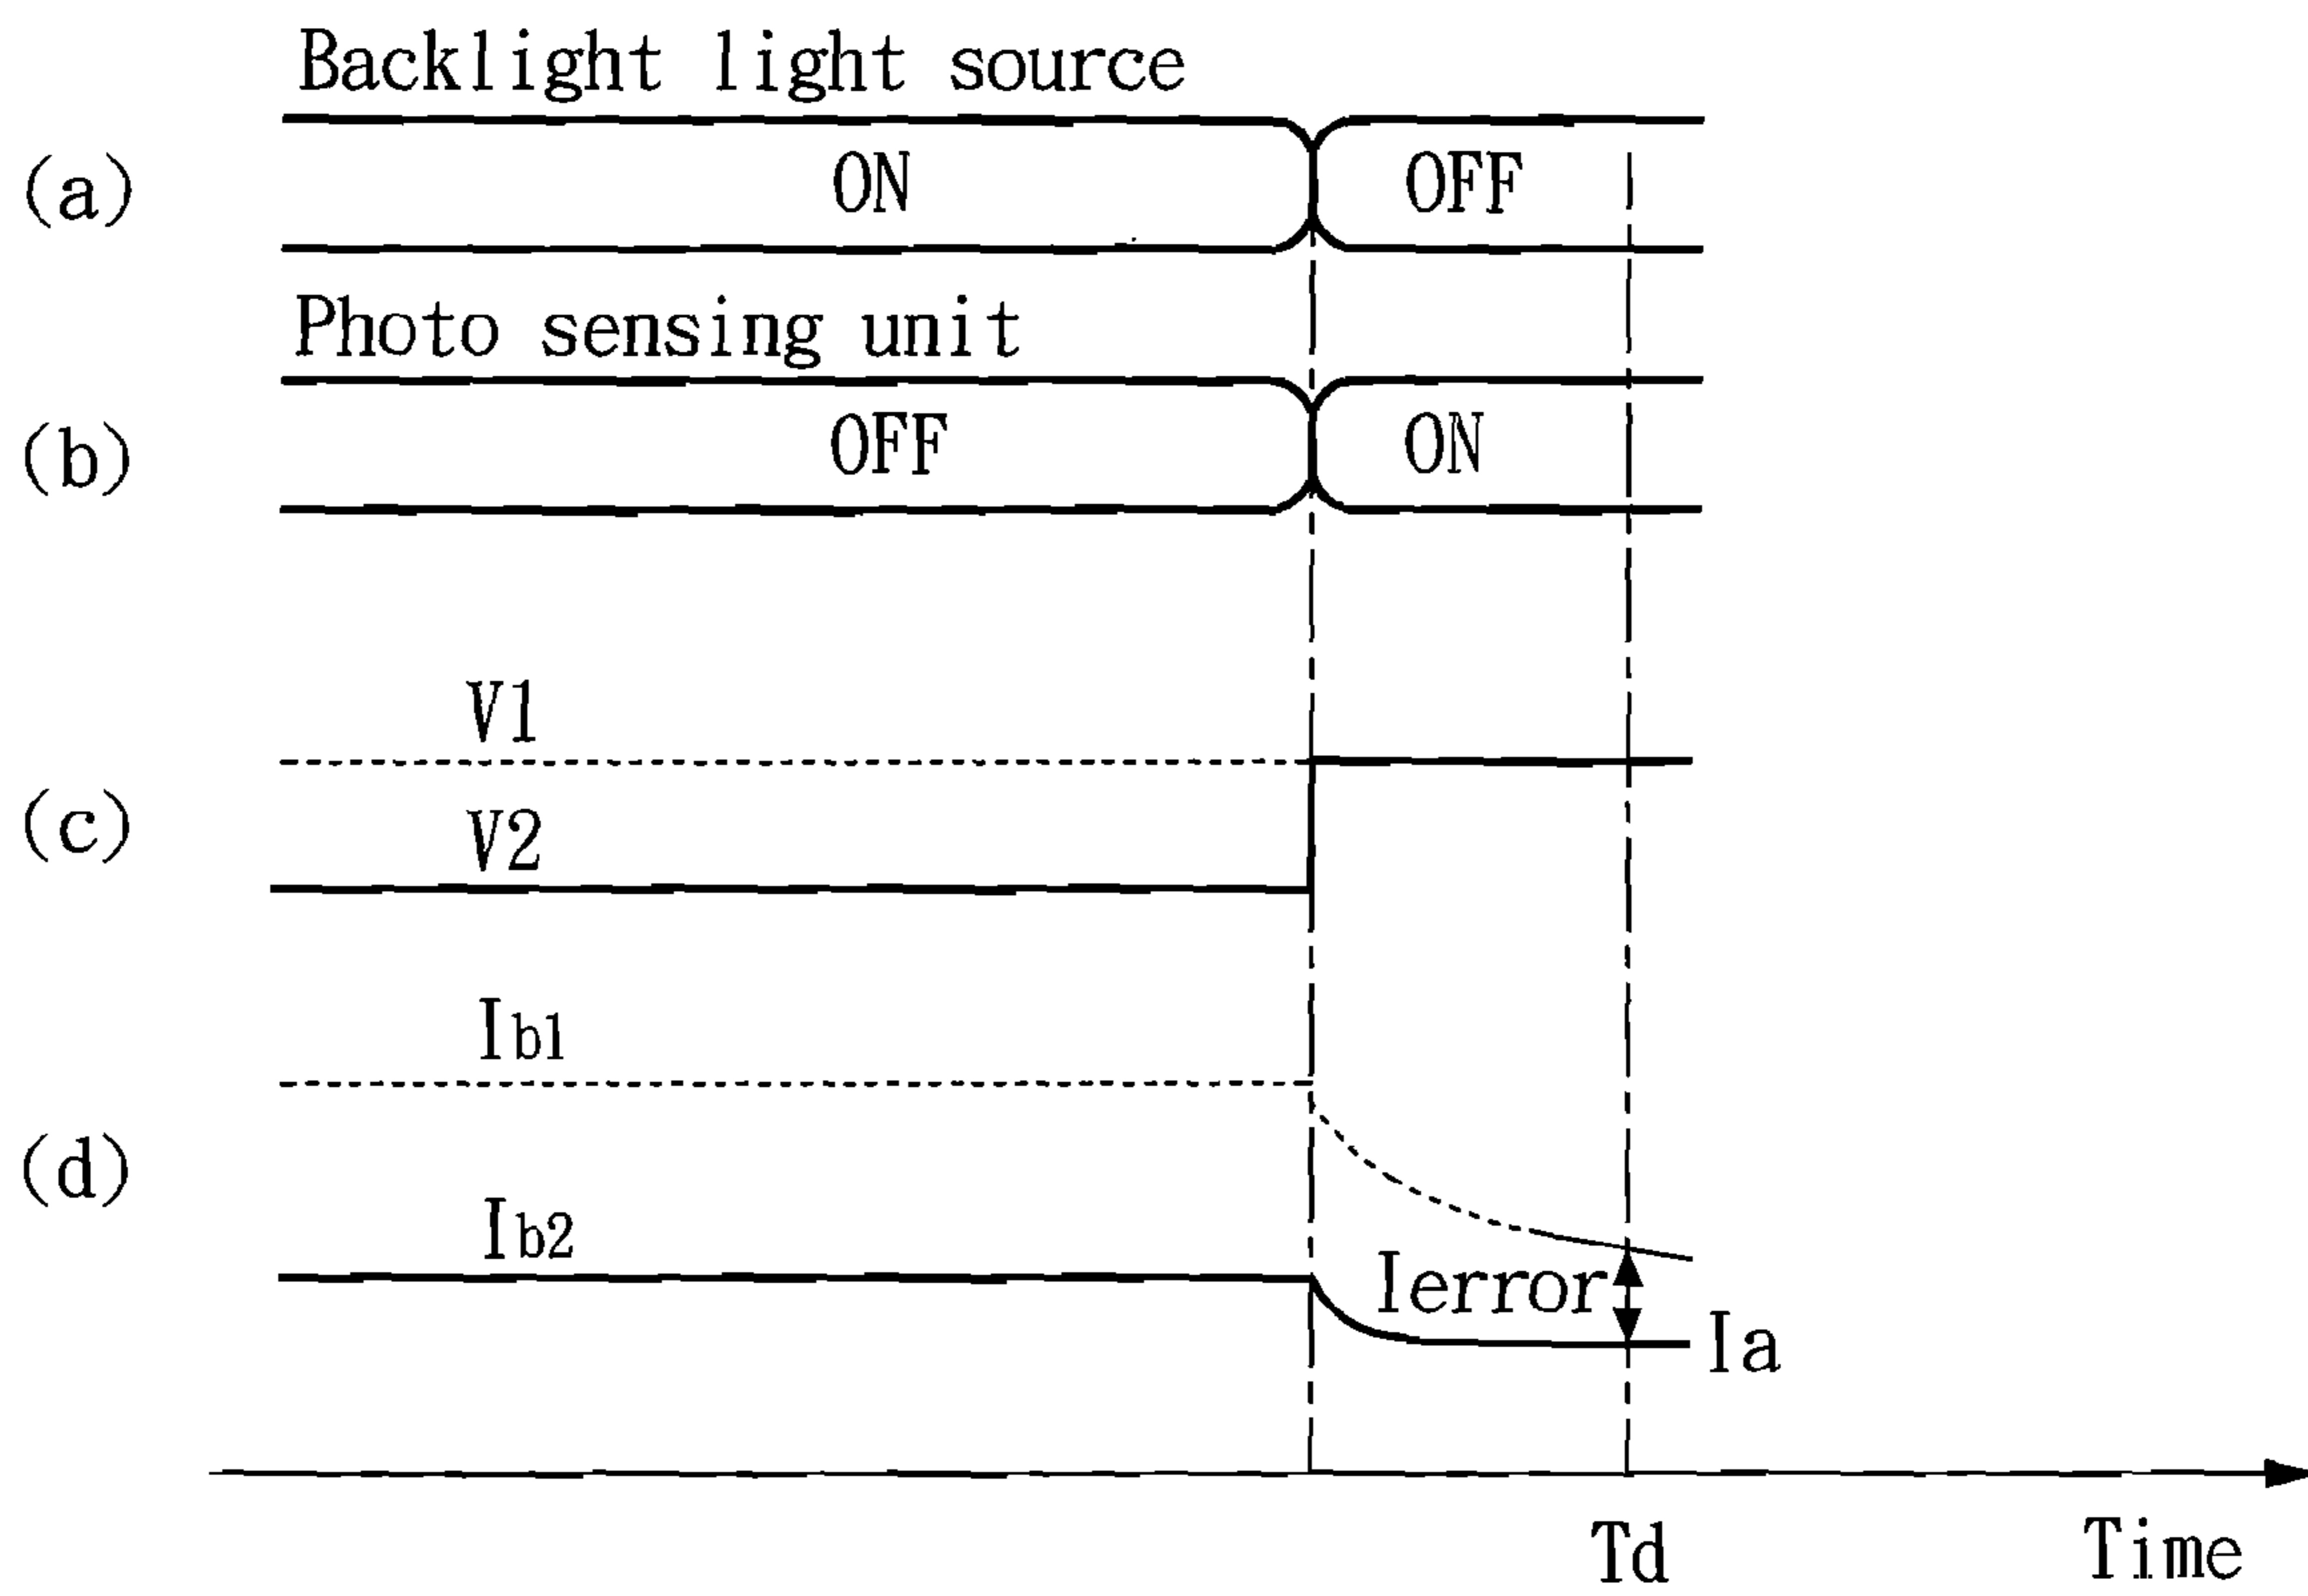 Backlight light source
(a) ON OFF
Photo sensing unit
(b) OFF ON
V1
(c)
V2
Ib1
(d)
Ib2
Ierror
Ia
Td Time